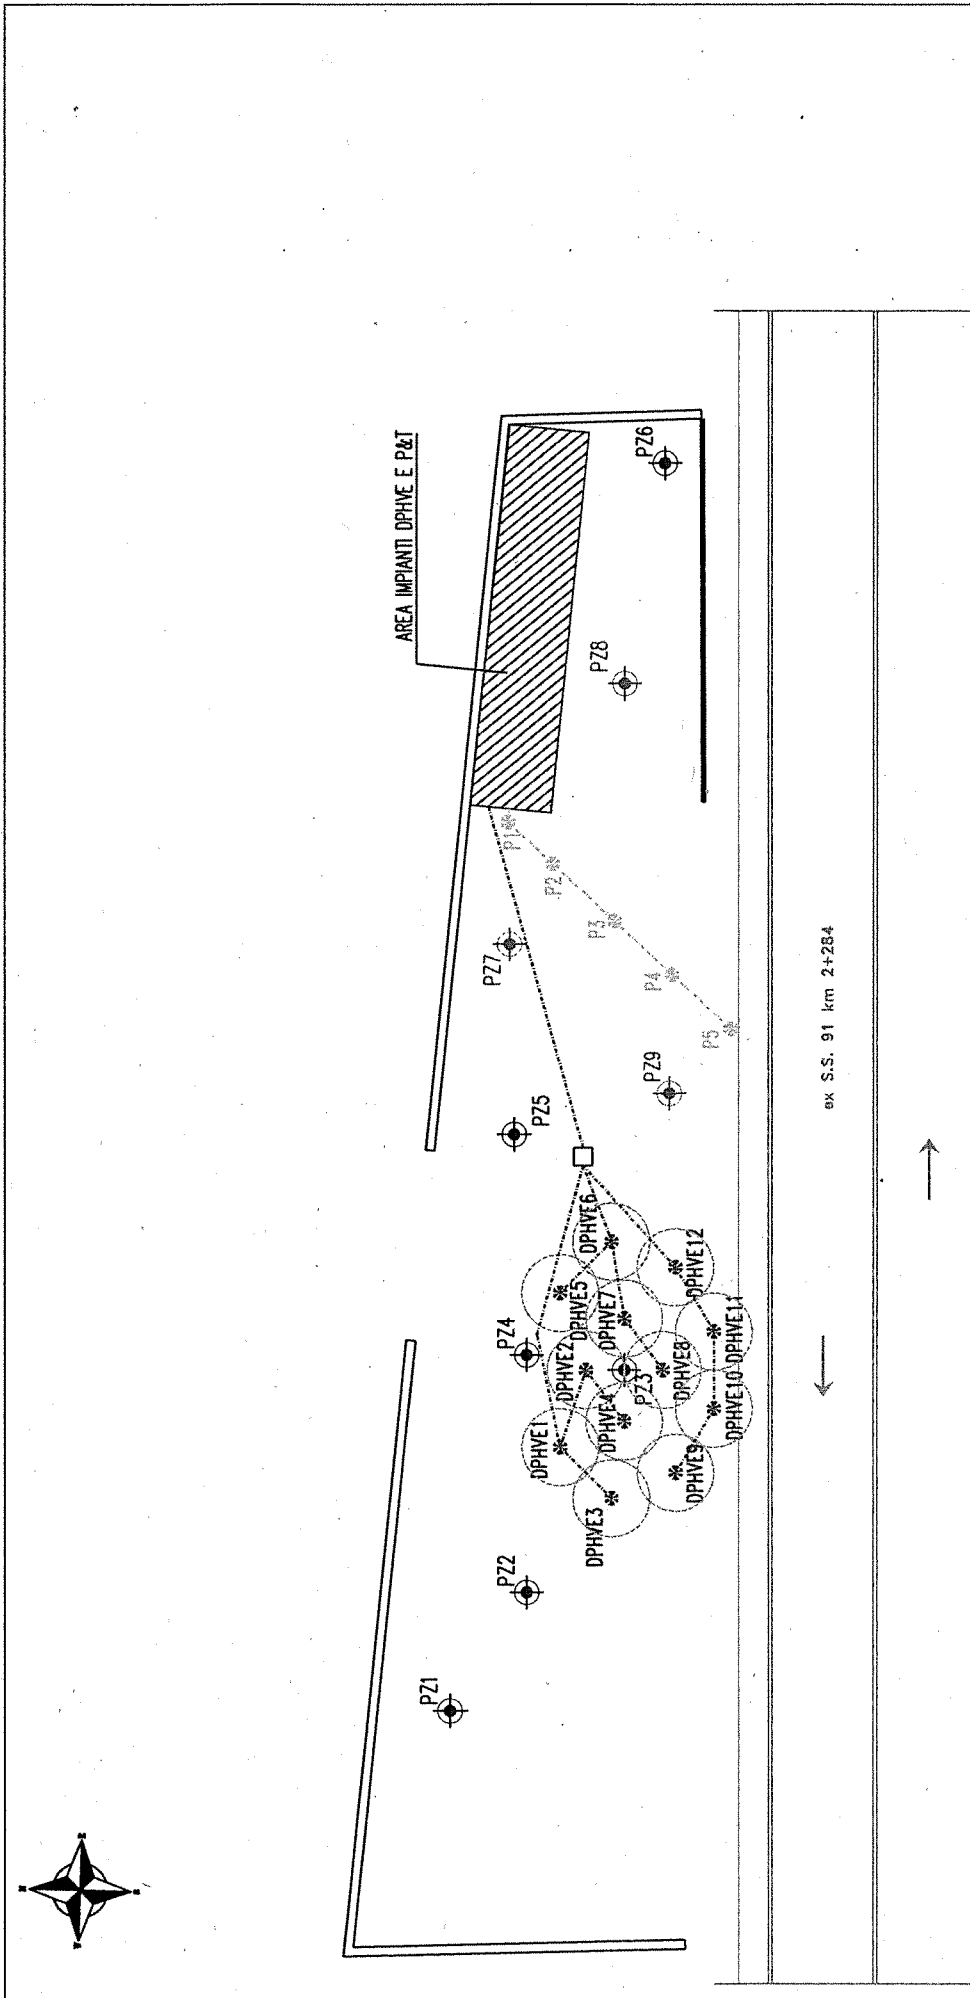 AREA IMPIANTI DPHVE E P&T
PZ6
PZ8
P1
P2
P3
P4
P5
PZ7
PZ9
PZ5
DPHVE6
DPHVE12
DPHVE5
DPHVE7
DPHVE11
PZ4
DPHVE2
PZ3
DPHVE8
DPHVE4
DPHVE10
DPHVE1
DPHVE9
DPHVE3
PZ2
PZ1
ex S.S. 91 km 2+284